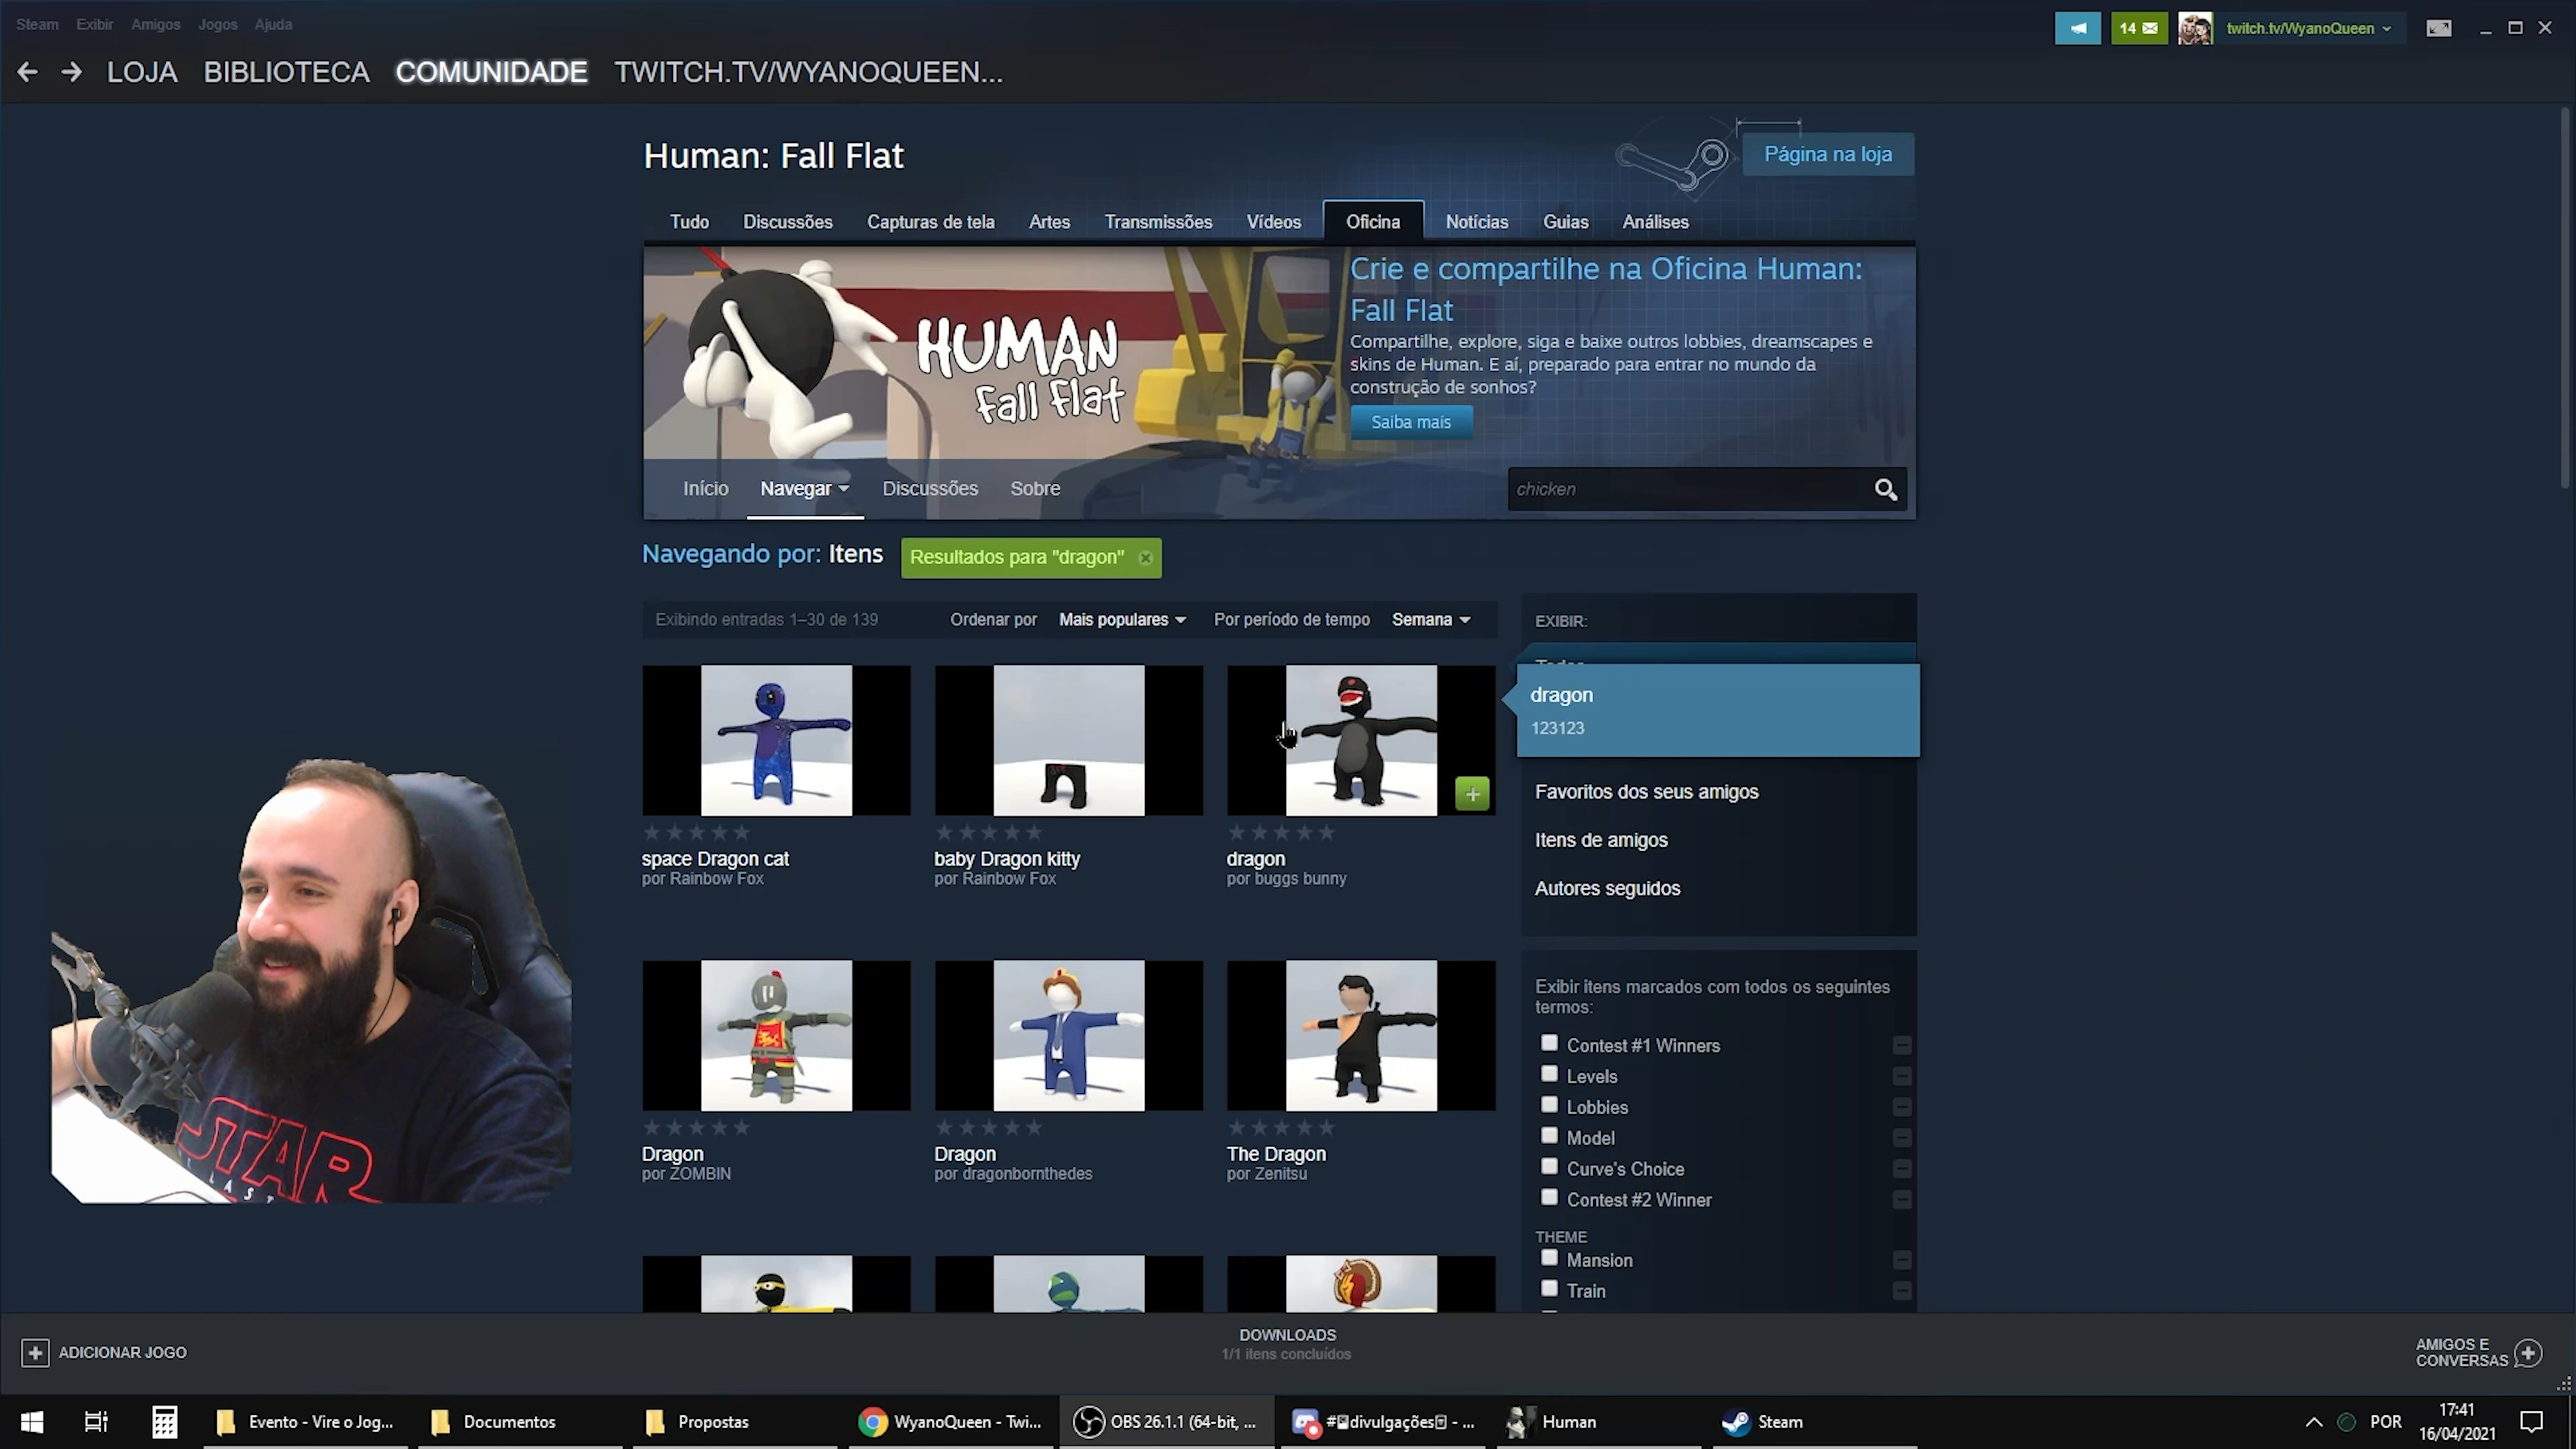 Steam Exibir Amigos Jogos Ajuda
14
twitch.tv/WyanoQueen
LOJA BIBLIOTECA COMUNIDADE TWITCH.TV/WYANOQUEEN...
Human: Fall Flat
Página na loja
Tudo Discussões Capturas de tela Artes Transmissões Vídeos Oficina Notícias Guias Análises
HUMAN
fall flat
Crie e compartilhe na Oficina Human:
Fall Flat
Compartilhe, explore, siga e baixe outros lobbies, dreamscapes e
skins de Human. E aí, preparado para entrar no mundo da
construção de sonhos?
Saiba mais
Início Navegar Discussões Sobre
chicken
Navegando por: Itens Resultados para "dragon"
Exibindo entradas 1–30 de 139 Ordenar por Mais populares Por período de tempo Semana
EXIBIR:
dragon
123123
Favoritos dos seus amigos
Itens de amigos
Autores seguidos
space Dragon cat
por Rainbow Fox
baby Dragon kitty
por Rainbow Fox
dragon
por buggs bunny
Dragon
por ZOMBIN
Dragon
por dragonbornthedes
The Dragon
por Zenitsu
Exibir itens marcados com todos os seguintes
termos:
Contest #1 Winners
Levels
Lobbies
Model
Curve's Choice
Contest #2 Winner
THEME
Mansion
Train
STAR
LAST
ADICIONAR JOGO
DOWNLOADS
1/1 itens concluídos
AMIGOS E
CONVERSAS
Evento - Vire o Jog...
Documentos
Propostas
WyanoQueen - Twi...
OBS 26.1.1 (64-bit, ...
#divulgações - ...
Human
Steam
POR
17:41
16/04/2021